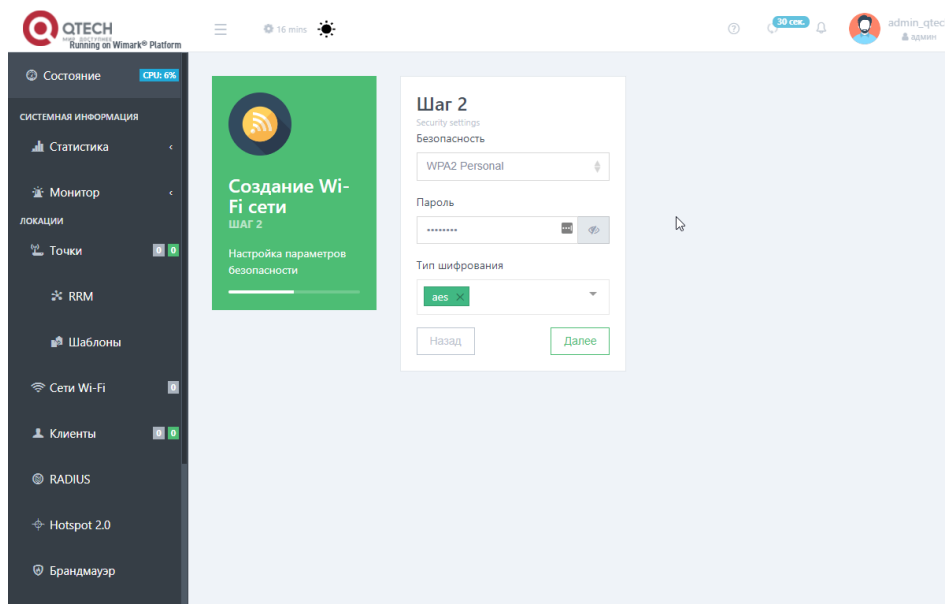 QTECH
МИР ДОСТУПНЕЕ
Running on Wimark® Platform
16 mins
30 сек.
admin_qtec
админ
Состояние
CPU: 6%
СИСТЕМНАЯ ИНФОРМАЦИЯ
Статистика
Монитор
ЛОКАЦИИ
Точки
0 0
RRM
Шаблоны
Сети Wi-Fi
0
Клиенты
0 0
RADIUS
Hotspot 2.0
Брандмауэр
Создание Wi-
Fi сети
ШАГ 2
Настройка параметров
безопасности
Шаг 2
Security settings
Безопасность
WPA2 Personal
Пароль
••••••••
Тип шифрования
aes
Назад
Далее